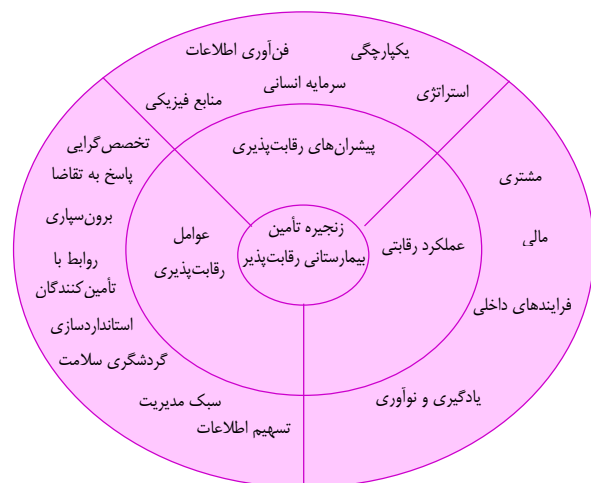 یکپارچگی
فن‌آوری اطلاعات
سرمایه انسانی
استراتژی
منابع فیزیکی
پیشران‌های رقابت‌پذیری
تخصص‌گرایی
پاسخ به تقاضا
برون‌سپاری
روابط با
تأمین‌کنندگان
استانداردسازی
گردشگری سلامت
سبک مدیریت
تسهیم اطلاعات
عوامل
رقابت‌پذیری
زنجیره تأمین
بیمارستانی رقابت‌پذیر
عملکرد رقابتی
مشتری
مالی
فرایندهای داخلی
یادگیری و نوآوری